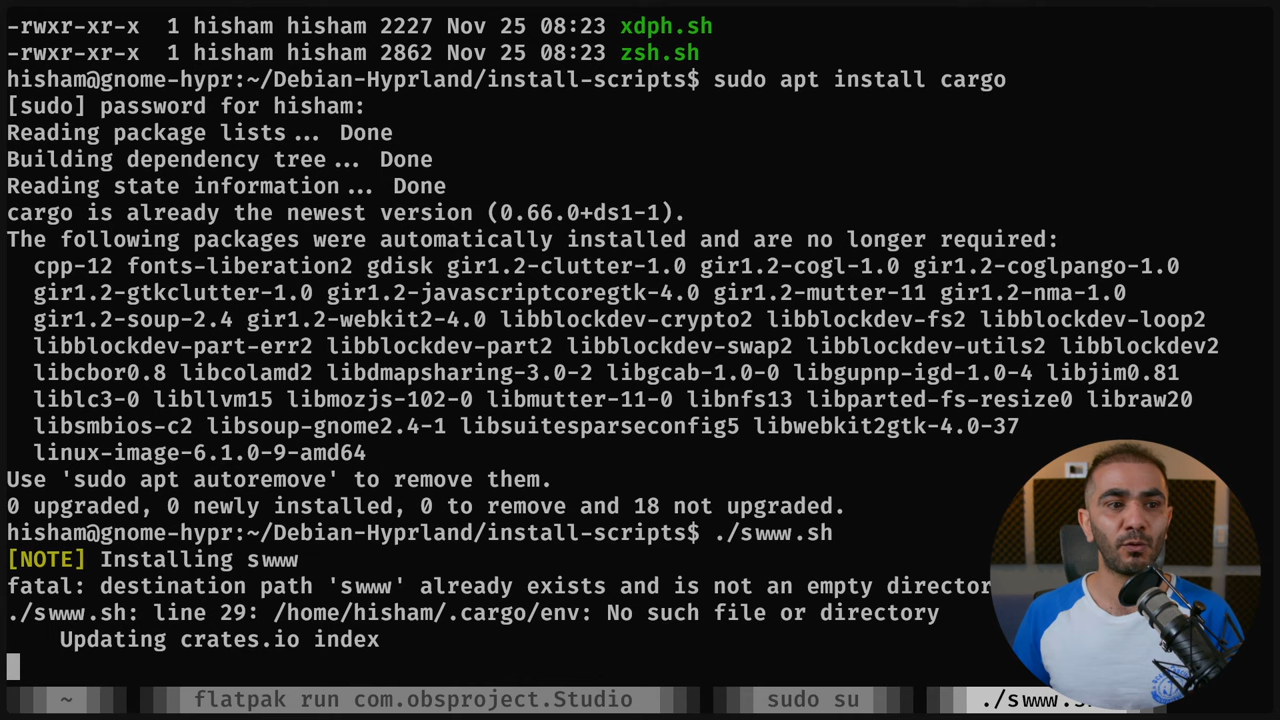 -rwxr-xr-x  1 hisham hisham 2227 Nov 25 08:23 xdph.sh
-rwxr-xr-x  1 hisham hisham 2862 Nov 25 08:23 zsh.sh
hisham@gnome-hypr:~/Debian-Hyprland/install-scripts$ sudo apt install cargo
[sudo] password for hisham:
Reading package lists... Done
Building dependency tree... Done
Reading state information... Done
cargo is already the newest version (0.66.0+ds1-1).
The following packages were automatically installed and are no longer required:
  cpp-12 fonts-liberation2 gdisk gir1.2-clutter-1.0 gir1.2-cogl-1.0 gir1.2-coglpango-1.0
  gir1.2-gtkclutter-1.0 gir1.2-javascriptcoregtk-4.0 gir1.2-mutter-11 gir1.2-nma-1.0
  gir1.2-soup-2.4 gir1.2-webkit2-4.0 libblockdev-crypto2 libblockdev-fs2 libblockdev-loop2
  libblockdev-part-err2 libblockdev-part2 libblockdev-swap2 libblockdev-utils2 libblockdev2
  libcbor0.8 libcolamd2 libdmapsharing-3.0-2 libgcab-1.0-0 libgupnp-igd-1.0-4 libjim0.81
  liblc3-0 libllvm15 libmozjs-102-0 libmutter-11-0 libnfs13 libparted-fs-resize0 libraw20
  libsmbios-c2 libsoup-gnome2.4-1 libsuitesparseconfig5 libwebkit2gtk-4.0-37
  linux-image-6.1.0-9-amd64
Use 'sudo apt autoremove' to remove them.
0 upgraded, 0 newly installed, 0 to remove and 18 not upgraded.
hisham@gnome-hypr:~/Debian-Hyprland/install-scripts$ ./swww.sh
[NOTE] Installing swww
fatal: destination path 'swww' already exists and is not an empty director
./swww.sh: line 29: /home/hisham/.cargo/env: No such file or directory
    Updating crates.io index
~ flatpak run com.obsproject.Studio sudo su ./swww.s